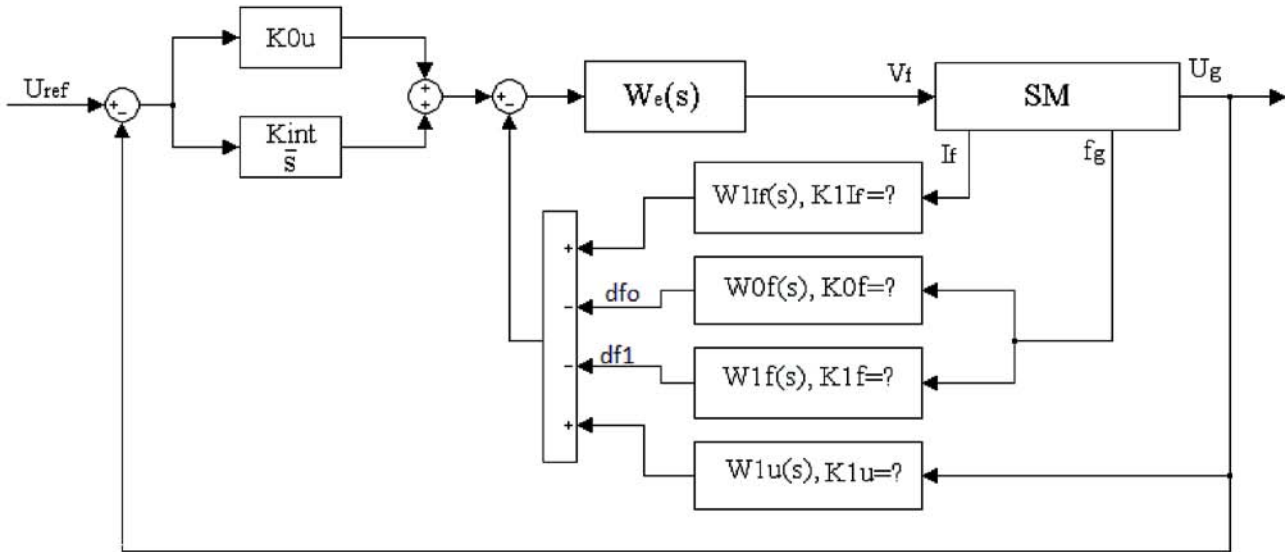 K0u
Uref
+
-
Kint
s
+
+
+
-
We(s)
Vf
SM
Ug
If
fg
W1If(s), K1If=?
+
W0f(s), K0f=?
dfo
-
W1f(s), K1f=?
df1
-
W1u(s), K1u=?
+